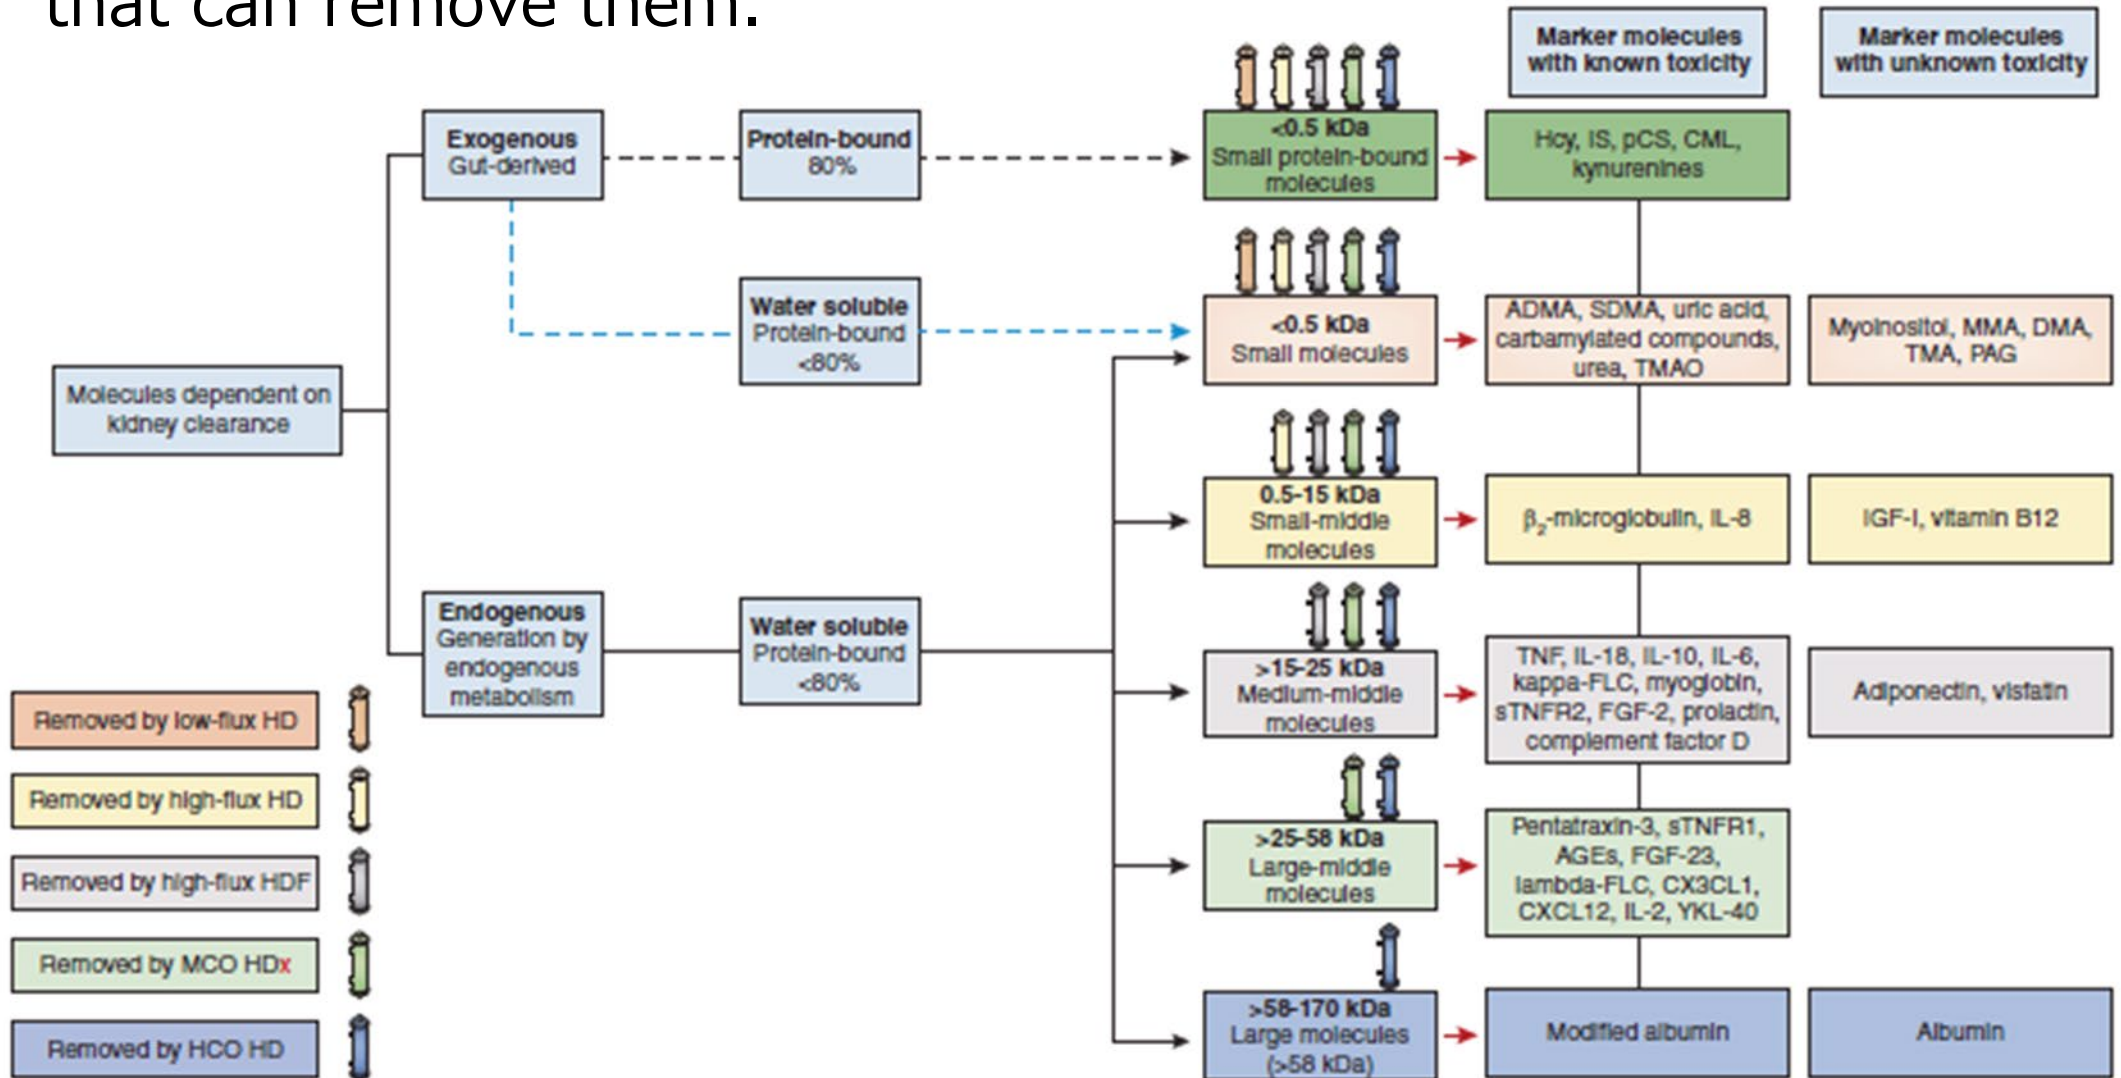 that can remove them.
Marker molecules
with known toxicity
Marker molecules
with unknown toxicity
Exogenous
Gut-derived
Protein-bound
80%
<0.5 kDa
Small protein-bound
molecules
Hcy, IS, pCS, CML,
kynurenines
Water soluble
Protein-bound
<80%
<0.5 kDa
Small molecules
ADMA, SDMA, uric acid,
carbamylated compounds,
urea, TMAO
Myoinositol, MMA, DMA,
TMA, PAG
Molecules dependent on
kidney clearance
0.5-15 kDa
Small-middle
molecules
β2-microglobulin, IL-8
IGF-I, vitamin B12
Endogenous
Generation by
endogenous
metabolism
Water soluble
Protein-bound
<80%
>15-25 kDa
Medium-middle
molecules
TNF, IL-18, IL-10, IL-6,
kappa-FLC, myoglobin,
sTNFR2, FGF-2, prolactin,
complement factor D
Adiponectin, visfatin
>25-58 kDa
Large-middle
molecules
Pentatraxin-3, sTNFR1,
AGEs, FGF-23,
lambda-FLC, CX3CL1,
CXCL12, IL-2, YKL-40
>58-170 kDa
Large molecules
(>58 kDa)
Modified albumin
Albumin
Removed by low-flux HD
Removed by high-flux HD
Removed by high-flux HDF
Removed by MCO HDx
Removed by HCO HD